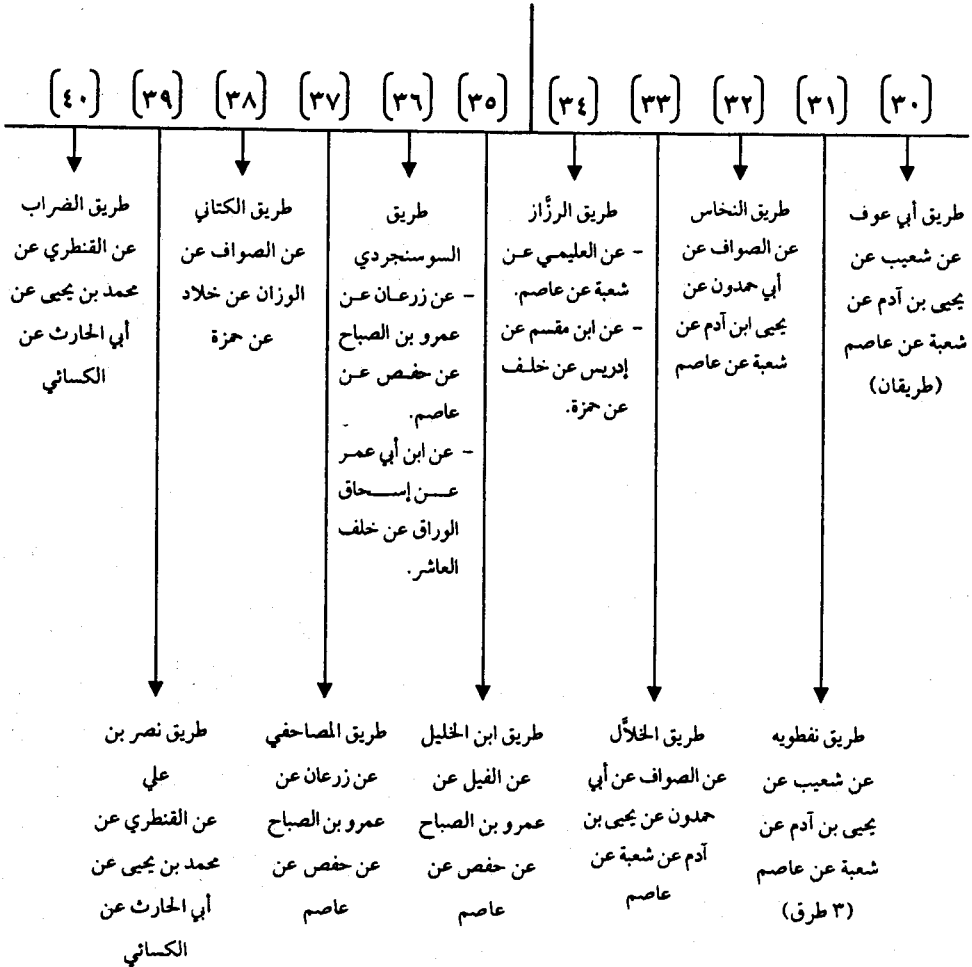 (٣٠) (٣١) (٣٢) (٣٣) (٣٤) (٣٥) (٣٦) (٣٧) (٣٨) (٣٩) (٤٠)
طريق أبي عوف
عن شعيب عن
يحيى بن آدم عن
شعبة عن عاصم
(طريقان)
طريق النخاس
عن الصواف عن
أبي حمدون عن
يحيى ابن آدم عن
شعبة عن عاصم
طريق الرزَّاز
- عن العليمي عن
شعبة عن عاصم.
- عن ابن مقسم عن
إدريس عن خلف
عن حمزة.
طريق
السوسنجردي
- عن زرعان عن
عمرو بن الصباح
عن حفص عن
عاصم.
- عن ابن أبي عمر
عن إسحاق
الوراق عن خلف
العاشر.
طريق الكتاني
عن الصواف عن
الوزان عن خلاد
عن حمزة
طريق الضراب
عن القنطري عن
محمد بن يحيى عن
أبي الحارث عن
الكسائي
طريق نفطويه
عن شعيب عن
يحيى بن آدم عن
شعبة عن عاصم
(٣ طرق)
طريق الخلاَّل
عن الصواف عن أبي
حمدون عن يحيى بن
آدم عن شعبة عن
عاصم
طريق ابن الخليل
عن الفيل عن
عمرو بن الصباح
عن حفص عن
عاصم
طريق المصاحفي
عن زرعان عن
عمرو بن الصباح
عن حفص عن
عاصم
طريق نصر بن
علي
عن القنطري عن
محمد بن يحيى عن
أبي الحارث عن
الكسائي